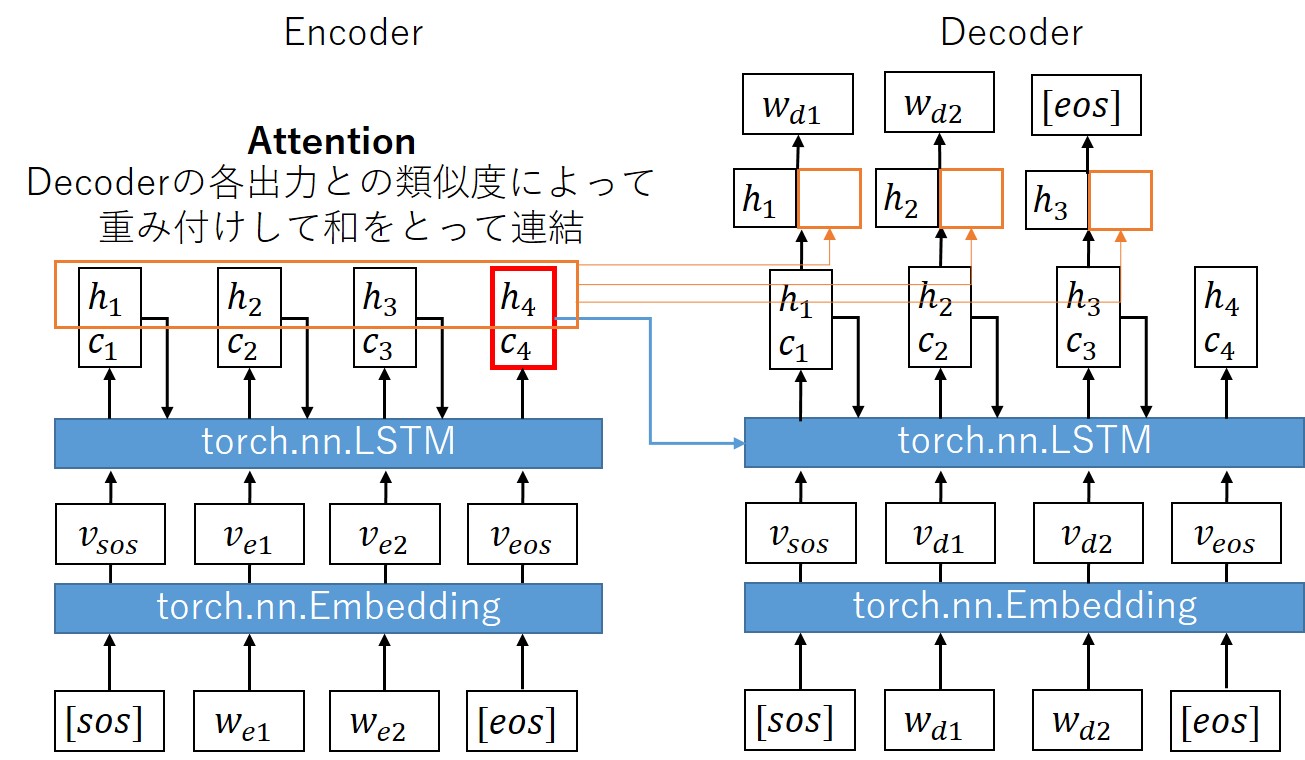 Encoder
Decoder
w_{d1} w_{d2} [eos]
Attention
Decoderの各出力との類似度によって
重み付けして和をとって連結
h_1 h_2 h_3
h_1 h_2 h_3 h_4
c_1 c_2 c_3 c_4
h_1 h_2 h_3 h_4
c_1 c_2 c_3 c_4
torch.nn.LSTM
torch.nn.LSTM
v_{sos} v_{e1} v_{e2} v_{eos}
v_{sos} v_{d1} v_{d2} v_{eos}
torch.nn.Embedding
torch.nn.Embedding
[sos] w_{e1} w_{e2} [eos]
[sos] w_{d1} w_{d2} [eos]